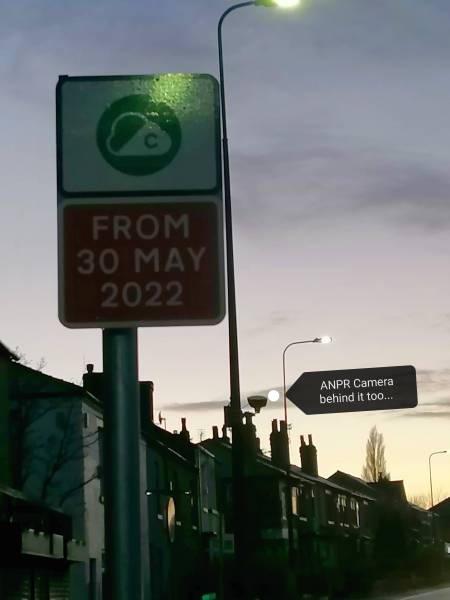 C
FROM
30 MAY
2022
ANPR Camera
behind it too...